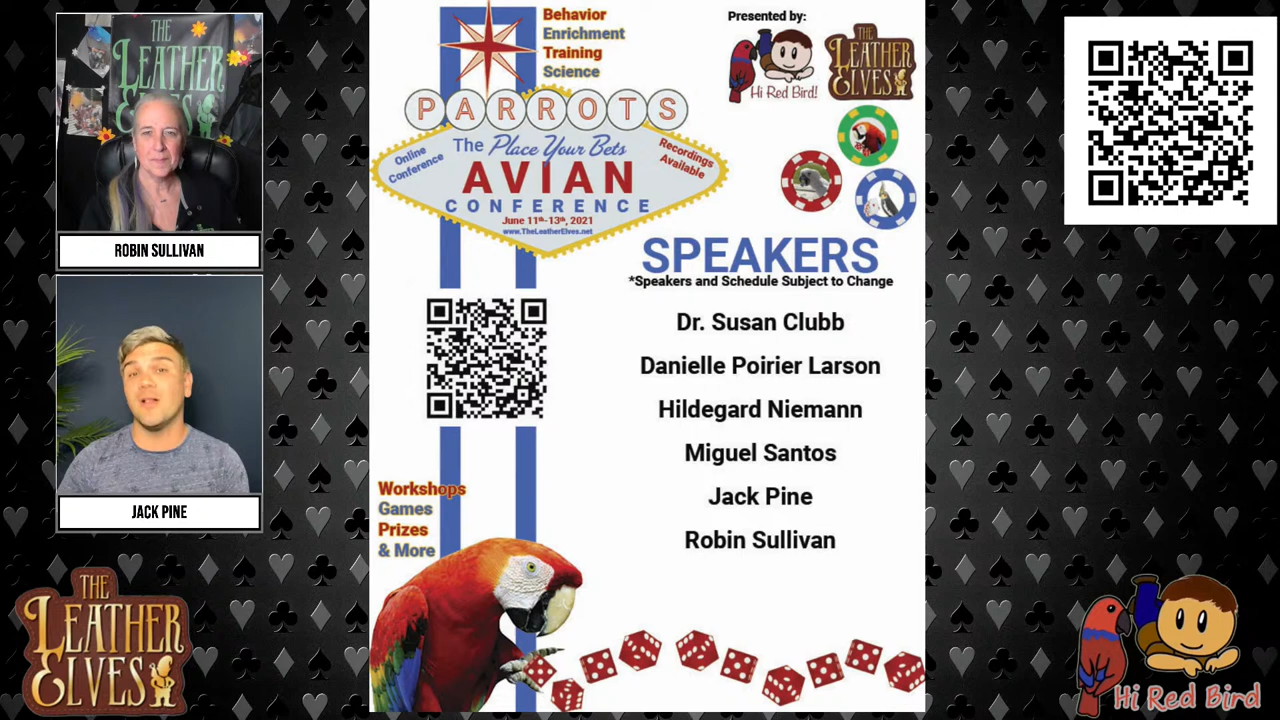 THE
LEATHER
ELVES
ROBIN SULLIVAN
JACK PINE
THE
LEATHER
ELVES
Behavior
Enrichment
Training
Science
PARROTS
Online
Conference
The Place Your Bets
Recordings
Available
AVIAN
CONFERENCE
June 11th-13th, 2021
www.TheLeatherElves.net
Presented by:
Hi Red Bird!
THE
LEATHER
ELVES
SPEAKERS
*Speakers and Schedule Subject to Change
Dr. Susan Clubb
Danielle Poirier Larson
Hildegard Niemann
Miguel Santos
Jack Pine
Robin Sullivan
Workshops
Games
Prizes
& More
Hi Red Bird